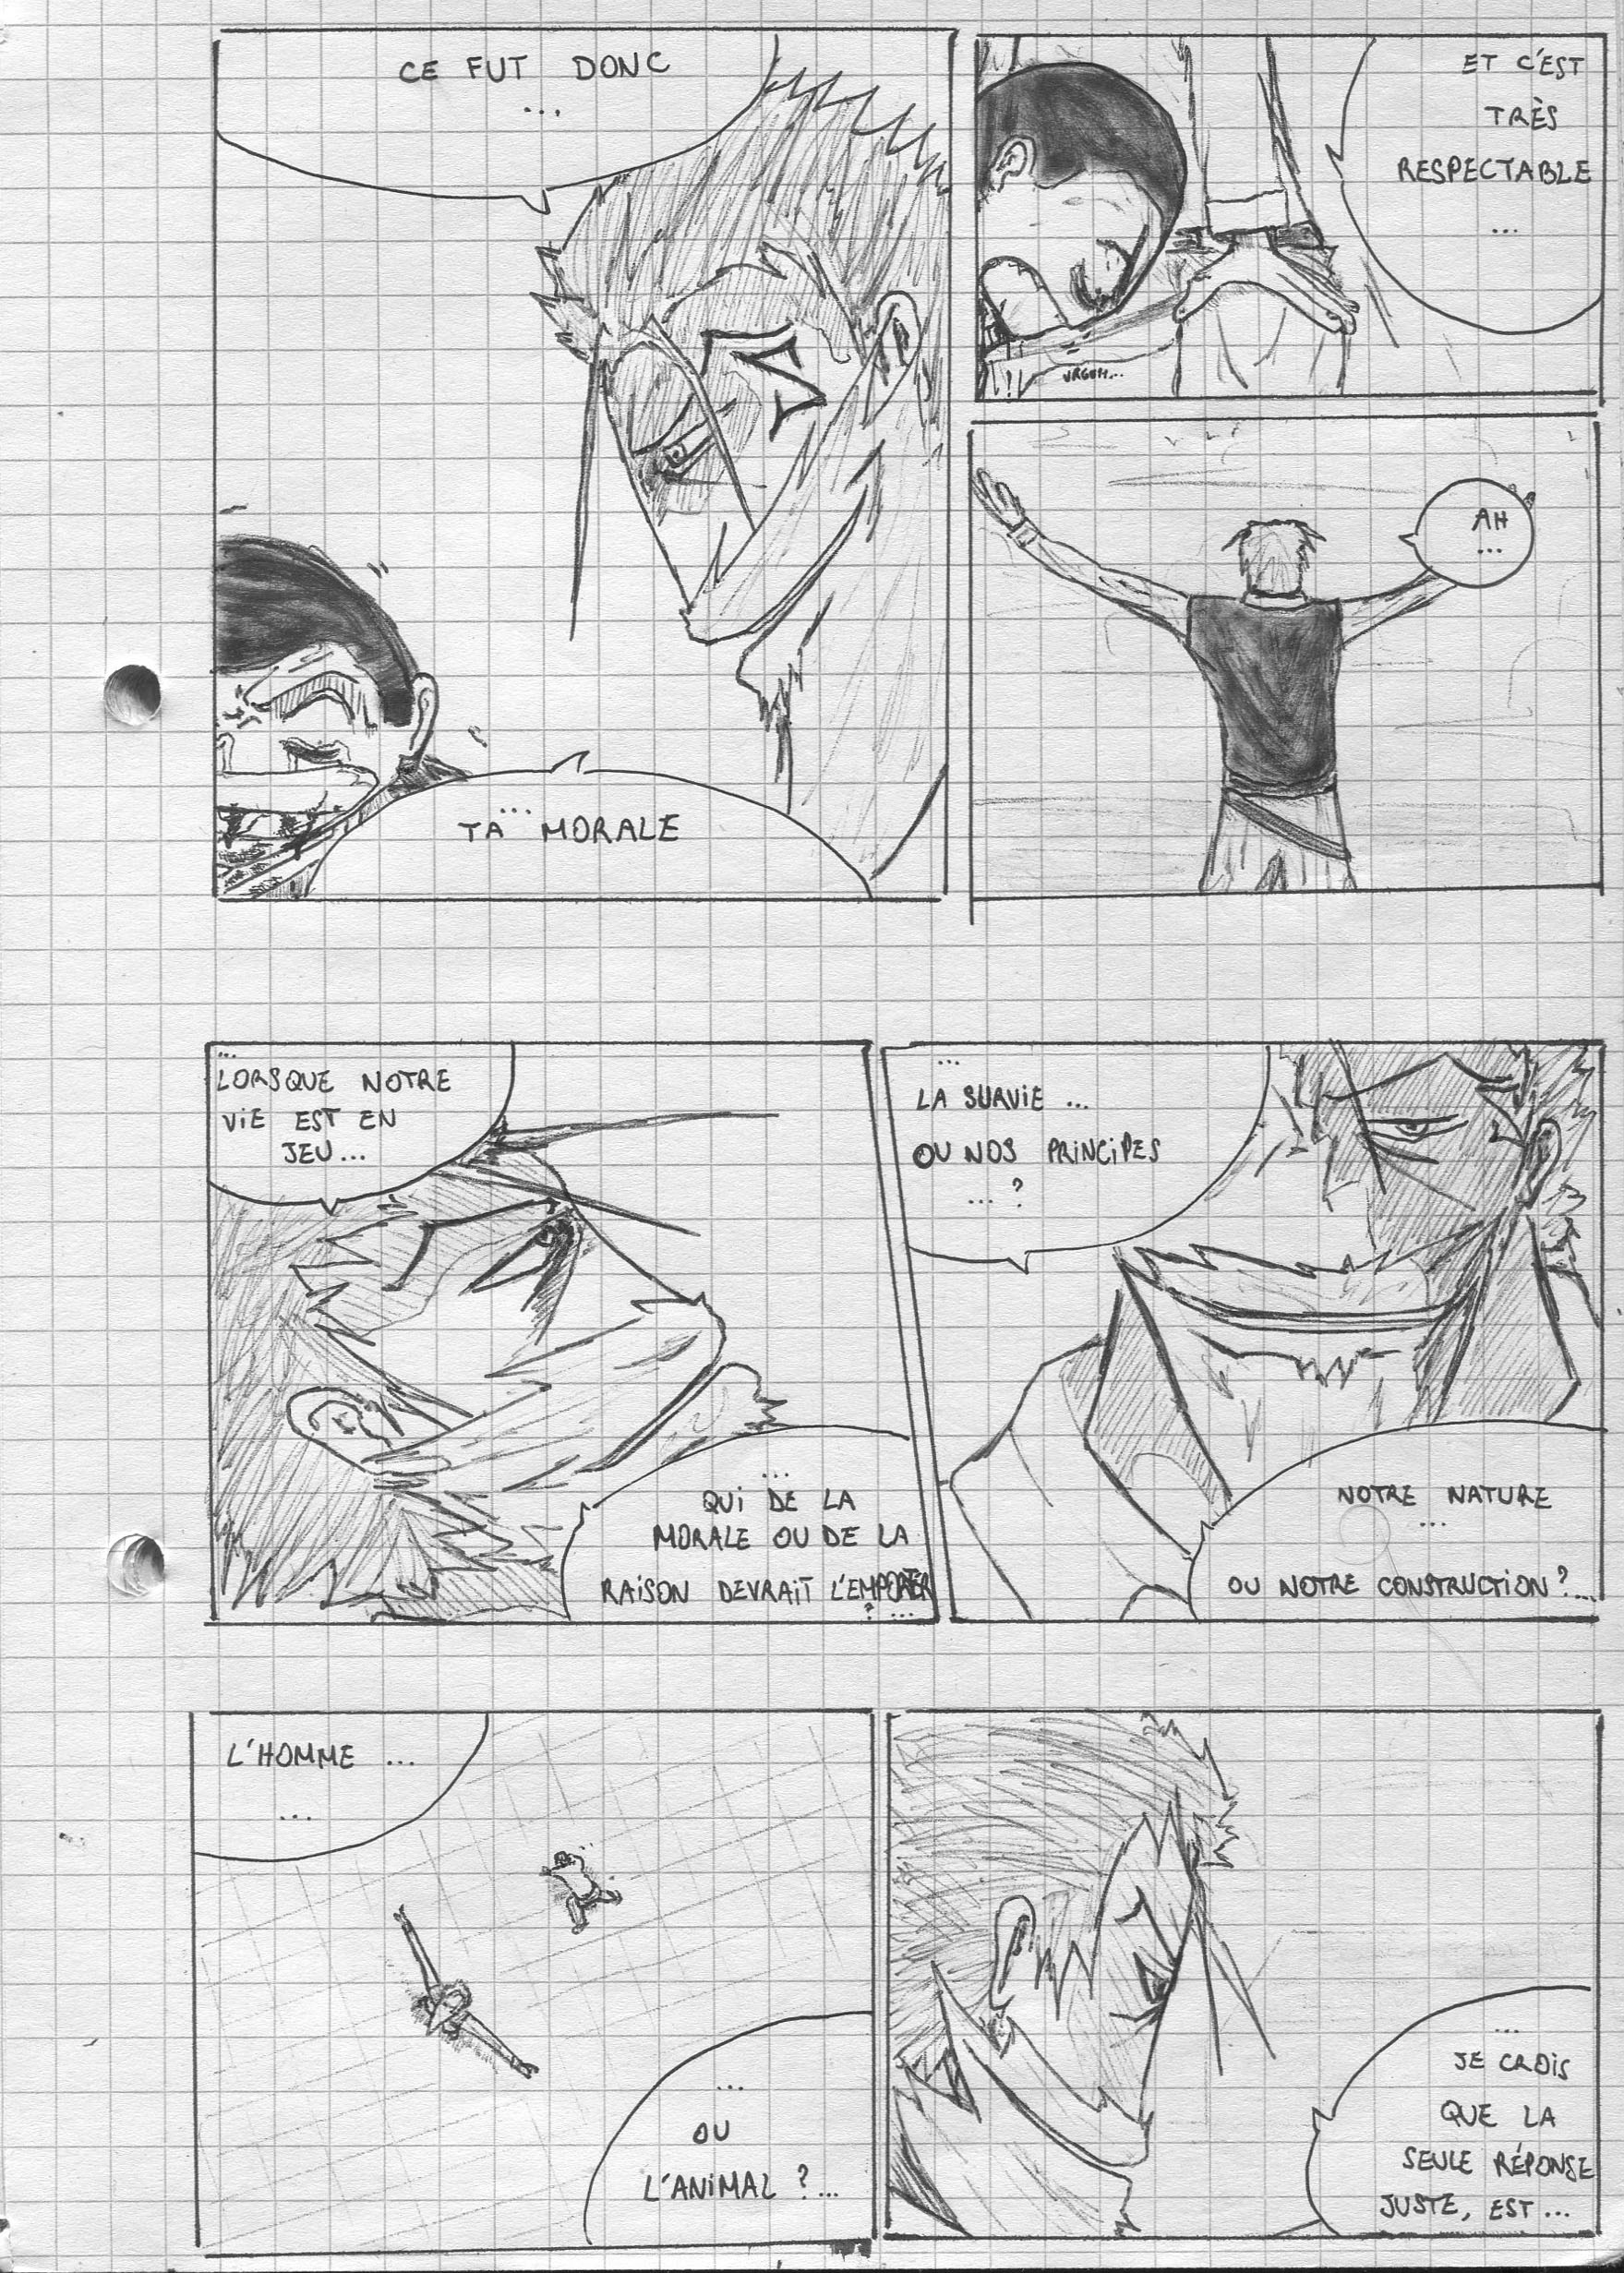 CE FUT DONC
...
...
TA MORALE
ET C'EST
TRÈS
RESPECTABLE
...
!
URGHH...
AH
...
...
LORSQUE NOTRE
ViE EST EN
JEU...
...
QUi DE LA
MORALE OU DE LA
RAiSON DEVRAiT L'EMPORTER
? ...
...
LA SURViE ...
OU NOS PRiNCiPES
... ?
NOTRE NATURE
...
OU NOTRE CONSTRUCTiON ?...
L'HOMME ...
...
...
OU
L'ANiMAL ?...
...
JE CROiS
QUE LA
SEULE RÉPONSE
JUSTE, EST ...